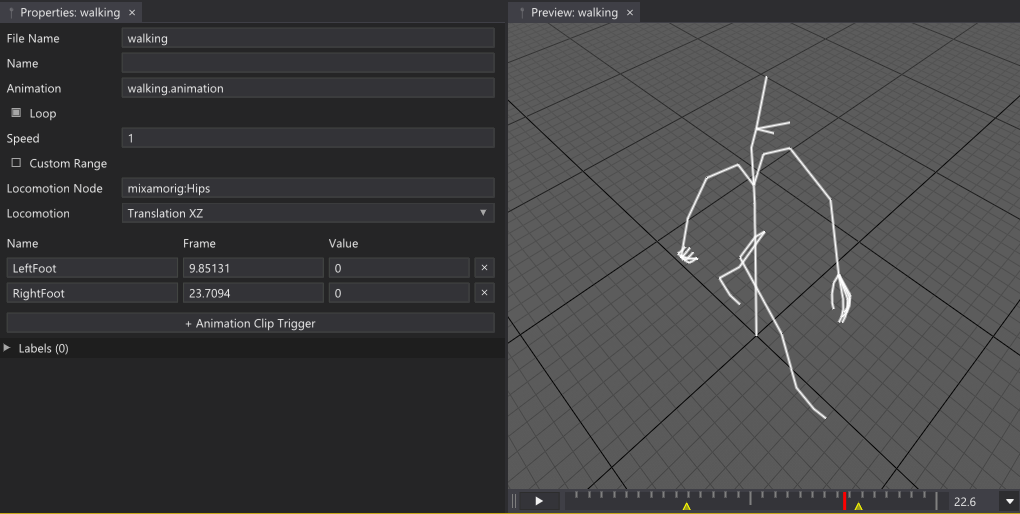 Properties: walking ×
File Name walking
Name
Animation walking.animation
Loop
Speed 1
Custom Range
Locomotion Node mixamorig:Hips
Locomotion Translation XZ
Name Frame Value
LeftFoot 9.85131 0 ×
RightFoot 23.7094 0 ×
+ Animation Clip Trigger
Labels (0)
Preview: walking ×
22.6